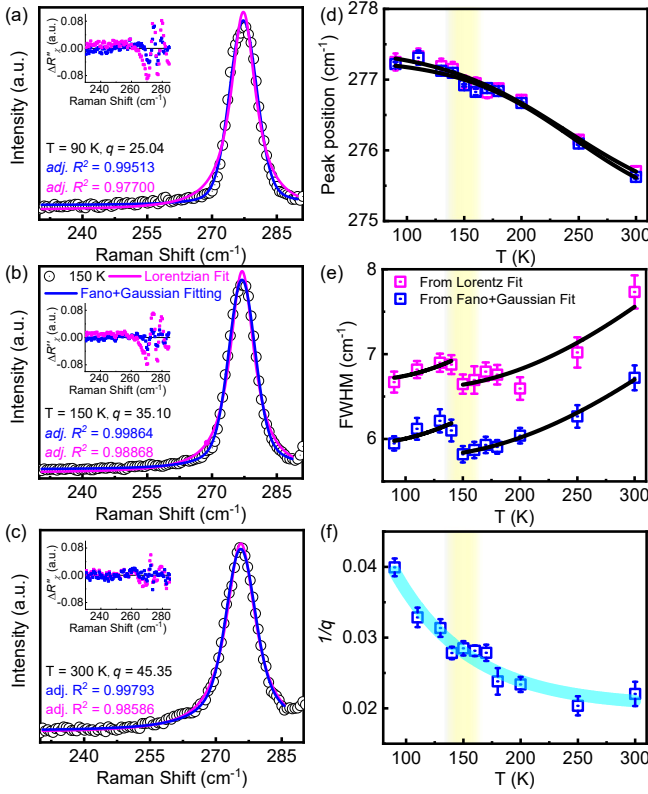 (a)
ΔR″ (a.u.)
0.08
0.00
-0.08
240 260 280
Raman Shift (cm⁻¹)
T = 90 K, q = 25.04
adj. R² = 0.99513
adj. R² = 0.97700
Intensity (a.u.)
240 255 270 285
Raman Shift (cm⁻¹)
(b)
150 K Lorentzian Fit
Fano+Gaussian Fitting
ΔR″ (a.u.)
0.08
0.00
-0.08
240 260 280
Raman Shift (cm⁻¹)
T = 150 K, q = 35.10
adj. R² = 0.99864
adj. R² = 0.98868
Intensity (a.u.)
240 255 270 285
Raman Shift (cm⁻¹)
(c)
ΔR″ (a.u.)
0.08
0.00
-0.08
240 260 280
Raman Shift (cm⁻¹)
T = 300 K, q = 45.35
adj. R² = 0.99793
adj. R² = 0.98586
Intensity (a.u.)
240 255 270 285
Raman Shift (cm⁻¹)
(d)
Peak position (cm⁻¹)
278
277
276
275
100 150 200 250 300
T (K)
(e)
From Lorentz Fit
From Fano+Gaussian Fit
FWHM (cm⁻¹)
8
7
6
100 150 200 250 300
T (K)
(f)
1/q
0.04
0.03
0.02
100 150 200 250 300
T (K)